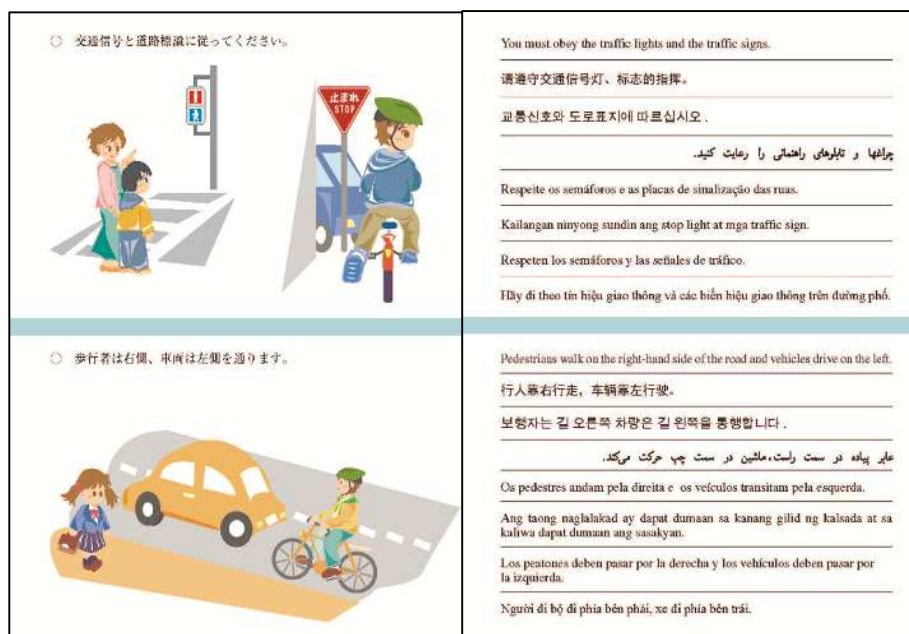 ○ 交通信号と道路標識に従ってください。
止まれ
STOP
You must obey the traffic lights and the traffic signs.
请遵守交通信号灯、标志的指挥。
교통신호와 도로표지에 따르십시오 .
چراغها و تابلوهای راهنمائی را رعایت کنید.
Respeite os semáforos e as placas de sinalização das ruas.
Kailangan ninyong sundin ang stop light at mga traffic sign.
Respeten los semáforos y las señales de tráfico.
Hãy đi theo tín hiệu giao thông và các biển hiệu giao thông trên đường phố.
○ 歩行者は右側、車両は左側を通ります。
Pedestrians walk on the right-hand side of the road and vehicles drive on the left.
行人靠右行走，车辆靠左行驶。
보행자는 길 오른쪽 차량은 길 왼쪽을 통행합니다 .
عابر پیاده در سمت راست، ماشین در سمت چپ حرکت می‌کند.
Os pedestres andam pela direita e os veículos transitam pela esquerda.
Ang taong naglalakad ay dapat dumaan sa kanang gilid ng kalsada at sa
kaliwa dapat dumaan ang sasakyan.
Los peatones deben pasar por la derecha y los vehículos deben pasar por
la izquierda.
Người đi bộ đi phía bên phải, xe đi phía bên trái.